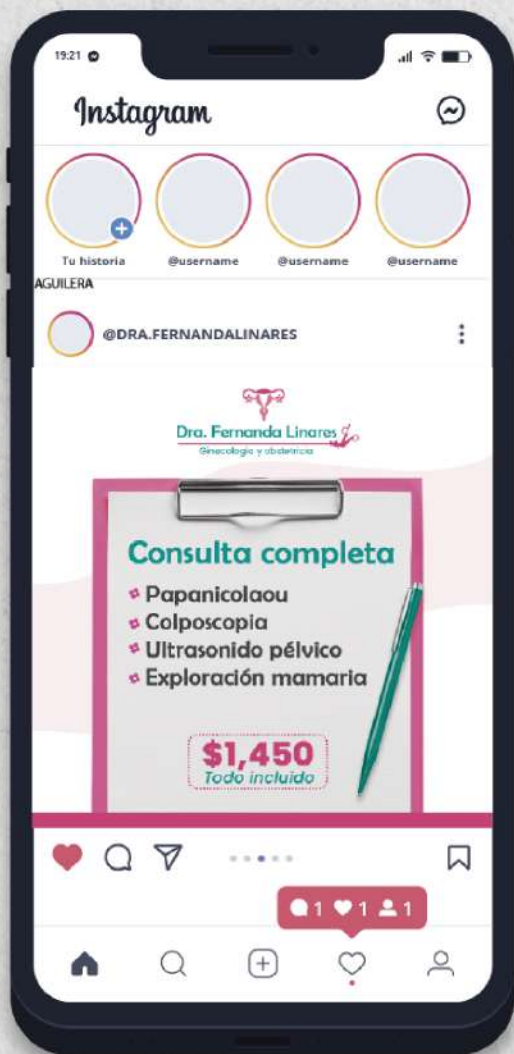 19:21
Instagram
Tu historia
@username
@username
@username
AGUILERA
@DRA.FERNANDALINARES
Dra. Fernanda Linares
Ginecología y obstetricia
Consulta completa
Papanicolaou
Colposcopia
Ultrasonido pélvico
Exploración mamaria
$1,450
Todo incluido
1 1 1